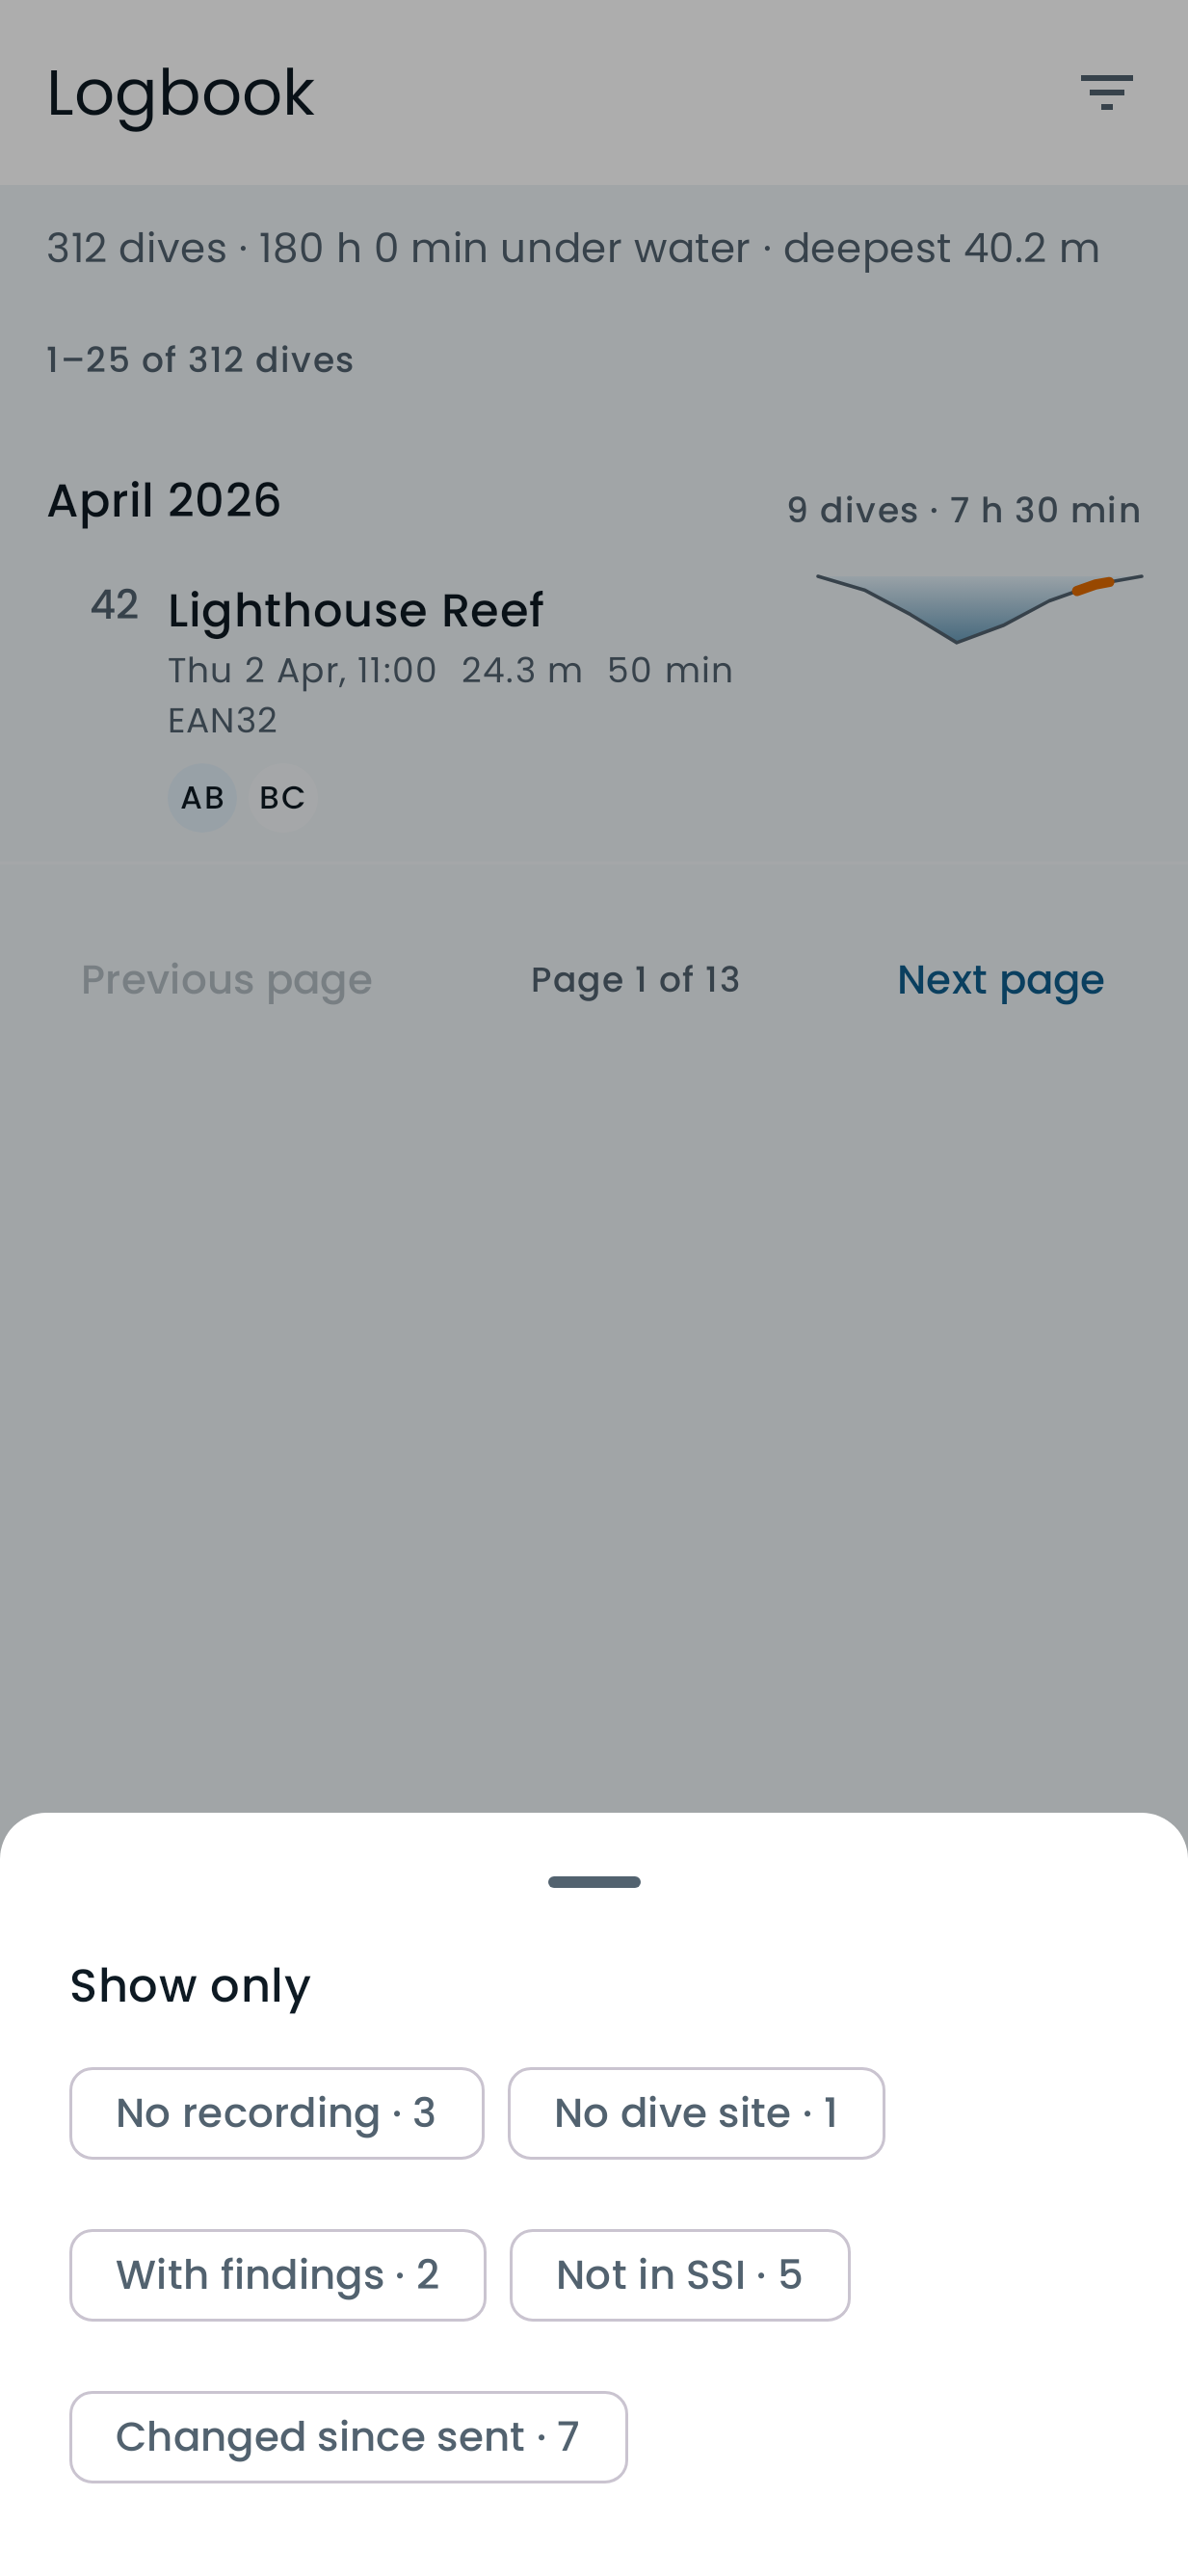 Logbook
312 dives · 180 h 0 min under water · deepest 40.2 m
1–25 of 312 dives
April 2026
9 dives · 7 h 30 min
42
Lighthouse Reef
Thu 2 Apr, 11:00 24.3 m 50 min
EAN32
AB BC
Previous page
Page 1 of 13
Next page
Show only
No recording · 3
No dive site · 1
With findings · 2
Not in SSI · 5
Changed since sent · 7